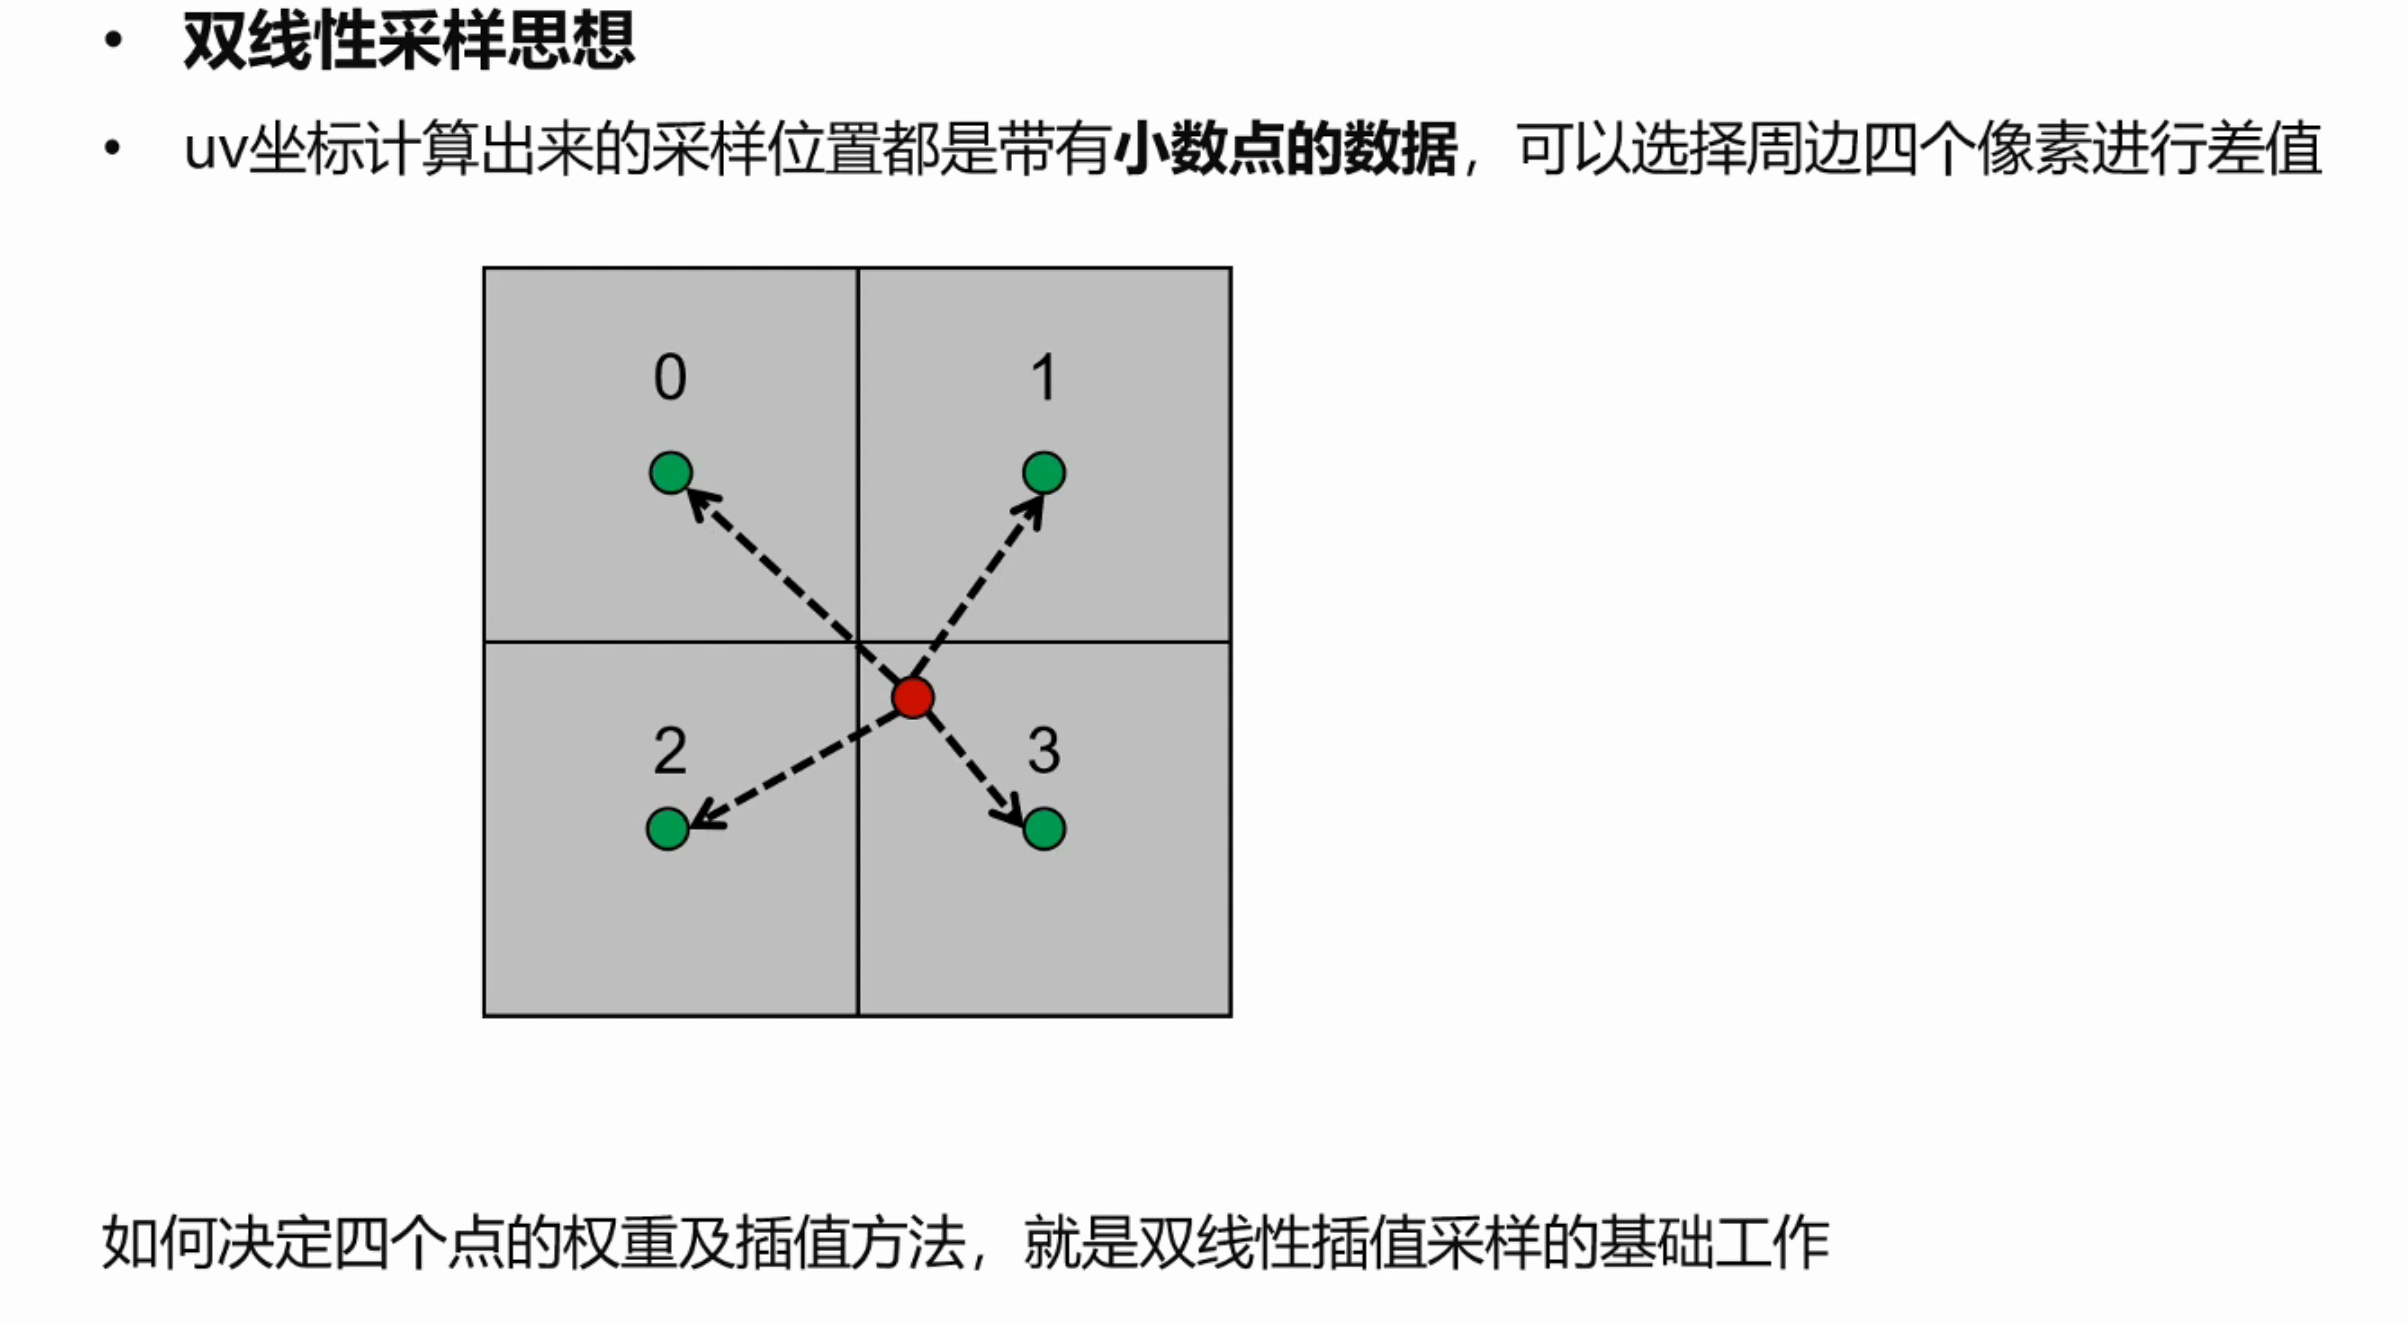 • 双线性采样思想
• uv坐标计算出来的采样位置都是带有小数点的数据，可以选择周边四个像素进行差值
0 1
2 3
如何决定四个点的权重及插值方法，就是双线性插值采样的基础工作